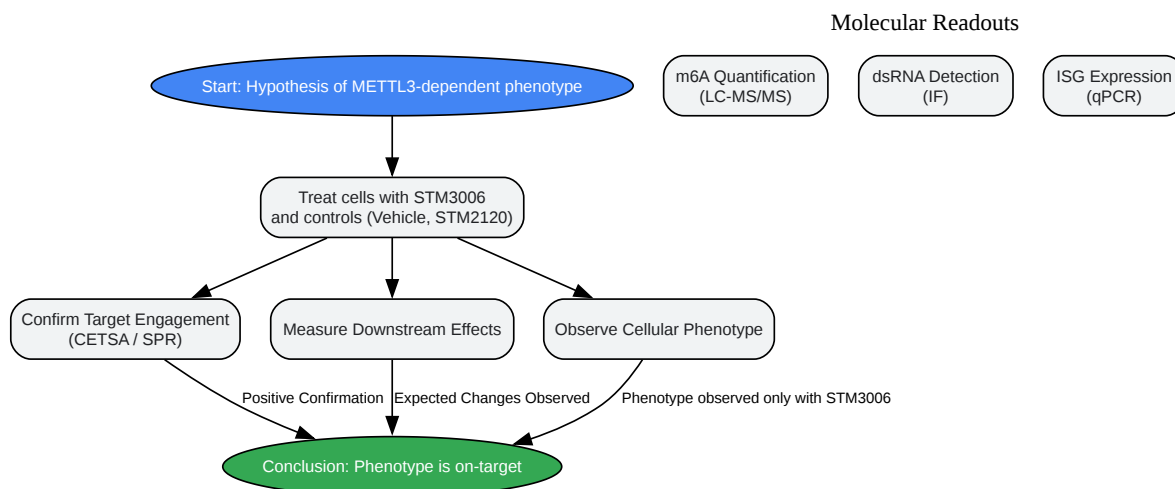 Molecular Readouts
Start: Hypothesis of METTL3-dependent phenotype
m6A Quantification
(LC-MS/MS)
dsRNA Detection
(IF)
ISG Expression
(qPCR)
Treat cells with STM3006
and controls (Vehicle, STM2120)
Confirm Target Engagement
(CETSA / SPR)
Measure Downstream Effects
Observe Cellular Phenotype
Positive Confirmation
Expected Changes Observed
Phenotype observed only with STM3006
Conclusion: Phenotype is on-target